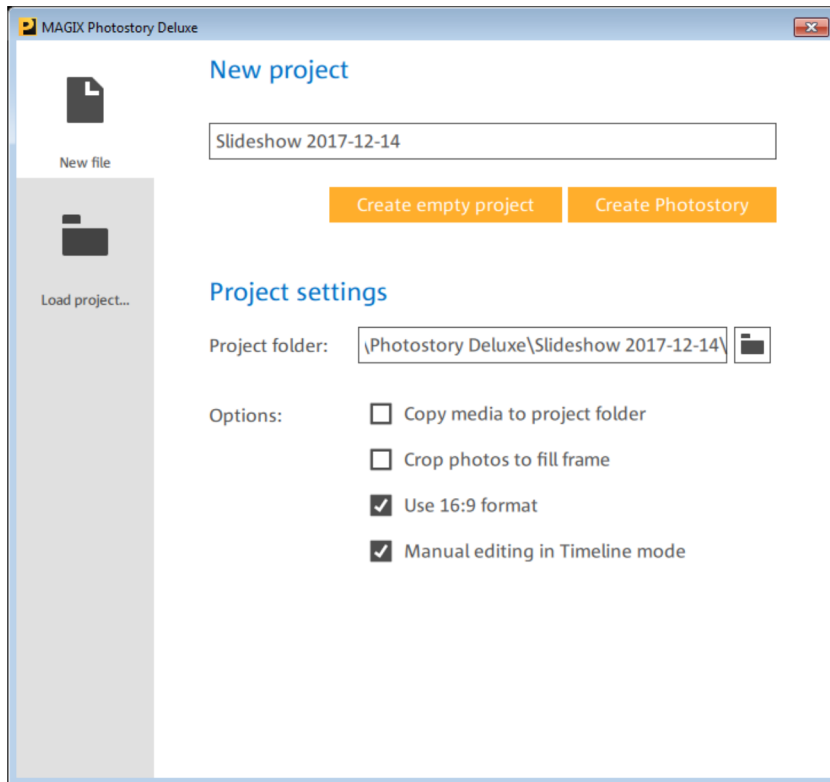 MAGIX Photostory Deluxe
New file
Load project...
New project
Slideshow 2017-12-14
Create empty project
Create Photostory
Project settings
Project folder:
\Photostory Deluxe\Slideshow 2017-12-14\
Options:
Copy media to project folder
Crop photos to fill frame
Use 16:9 format
Manual editing in Timeline mode